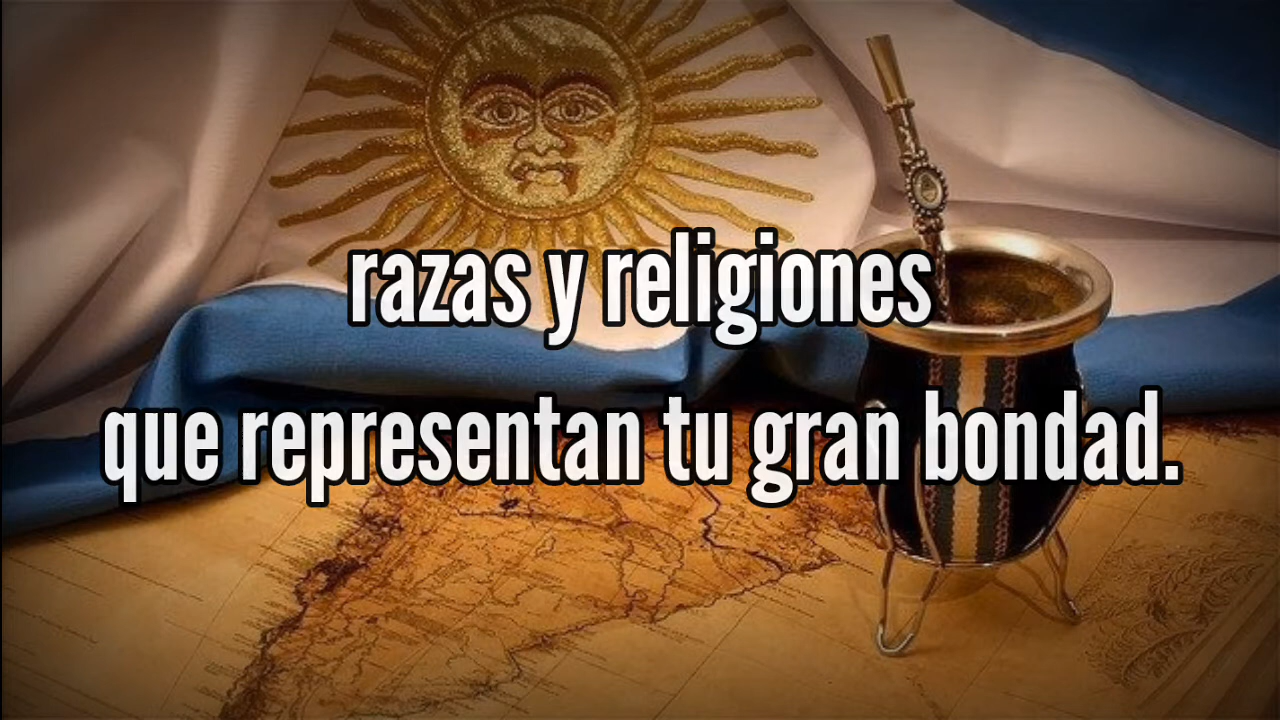 razas y religiones
que representan tu gran bondad.